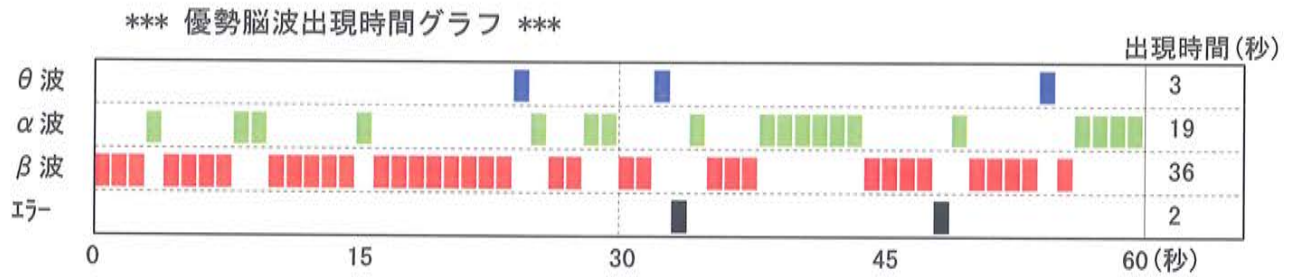 *** 優勢脳波出現時間グラフ ***
出現時間(秒)
θ波 3
α波 19
β波 36
ｴﾗｰ 2
0 15 30 45 60(秒)